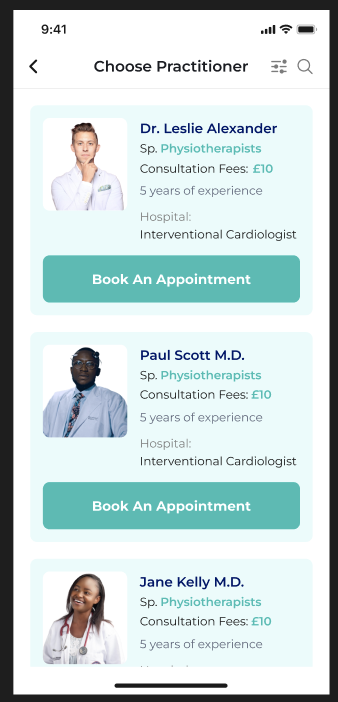 9:41
Choose Practitioner
Dr. Leslie Alexander
Sp. Physiotherapists
Consultation Fees: £10
5 years of experience
Hospital:
Interventional Cardiologist
Book An Appointment
Paul Scott M.D.
Sp. Physiotherapists
Consultation Fees: £10
5 years of experience
Hospital:
Interventional Cardiologist
Book An Appointment
Jane Kelly M.D.
Sp. Physiotherapists
Consultation Fees: £10
5 years of experience